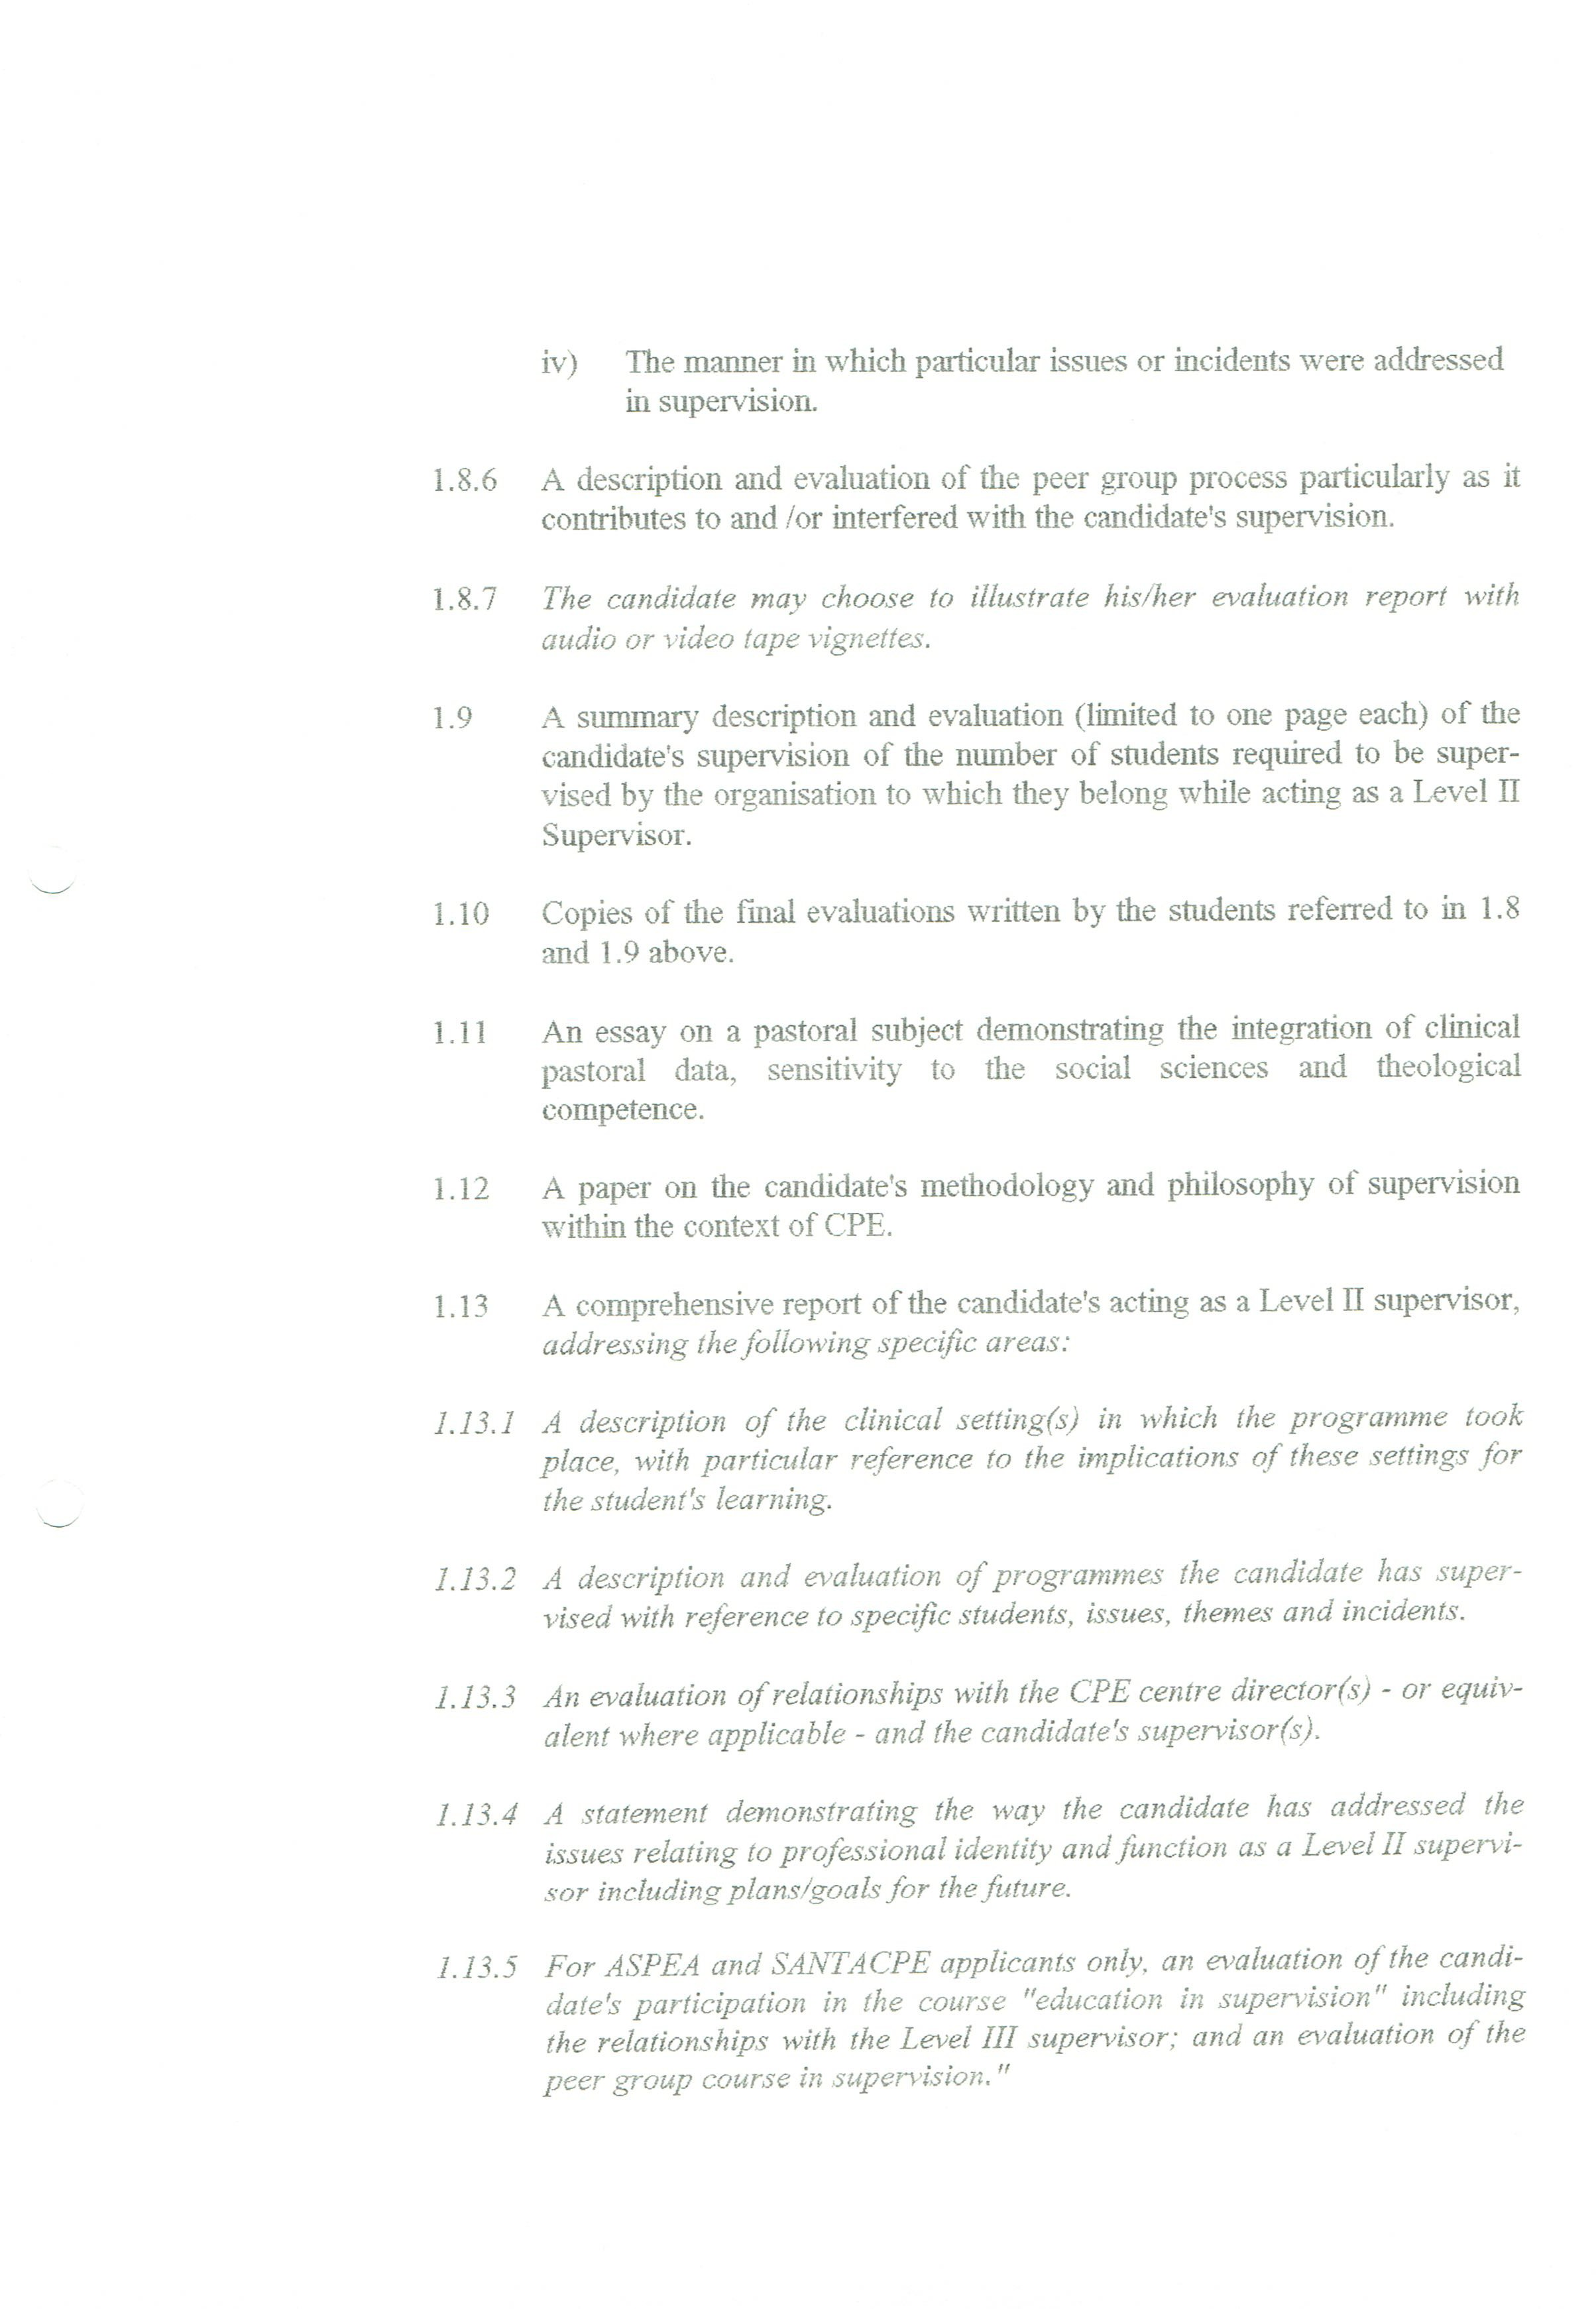 iv) The manner in which particular issues or incidents were addressed
in supervision.
1.8.6 A description and evaluation of the peer group process particularly as it
contributes to and /or interfered with the candidate's supervision.
1.8.7 The candidate may choose to illustrate his/her evaluation report with
audio or video tape vignettes.
1.9 A summary description and evaluation (limited to one page each) of the
candidate's supervision of the number of students required to be super-
vised by the organisation to which they belong while acting as a Level II
Supervisor.
1.10 Copies of the final evaluations written by the students referred to in 1.8
and 1.9 above.
1.11 An essay on a pastoral subject demonstrating the integration of clinical
pastoral data, sensitivity to the social sciences and theological
competence.
1.12 A paper on the candidate's methodology and philosophy of supervision
within the context of CPE.
1.13 A comprehensive report of the candidate's acting as a Level II supervisor,
addressing the following specific areas:
1.13.1 A description of the clinical setting(s) in which the programme took
place, with particular reference to the implications of these settings for
the student's learning.
1.13.2 A description and evaluation of programmes the candidate has super-
vised with reference to specific students, issues, themes and incidents.
1.13.3 An evaluation of relationships with the CPE centre director(s) - or equiv-
alent where applicable - and the candidate's supervisor(s).
1.13.4 A statement demonstrating the way the candidate has addressed the
issues relating to professional identity and function as a Level II supervi-
sor including plans/goals for the future.
1.13.5 For ASPEA and SANTACPE applicants only, an evaluation of the candi-
date's participation in the course "education in supervision" including
the relationships with the Level III supervisor; and an evaluation of the
peer group course in supervision."